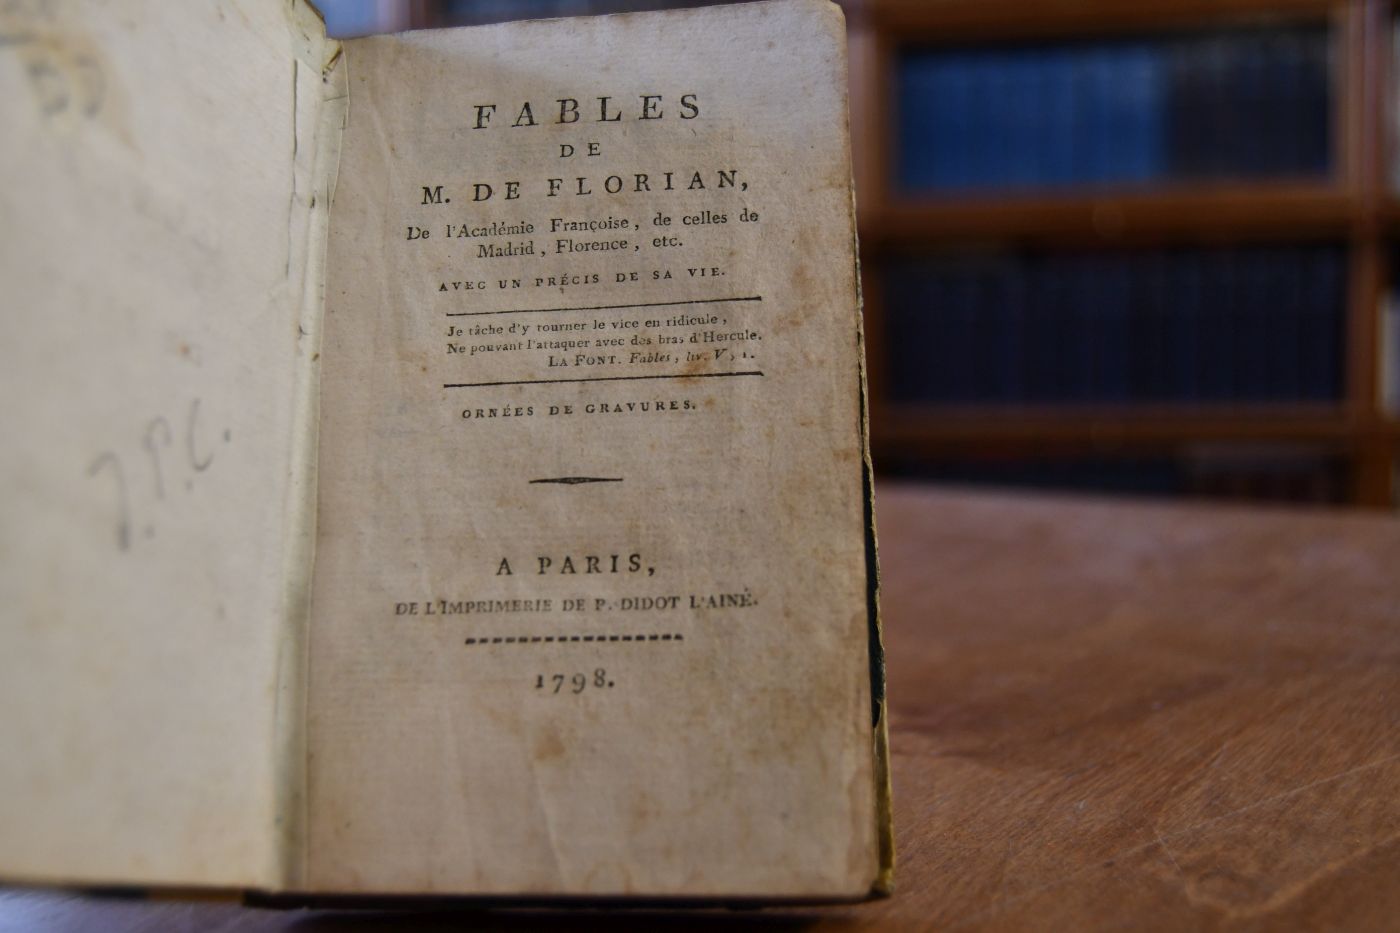 J.P.C.
FABLES
DE
M. DE FLORIAN,
De l'Académie Françoise, de celles de
Madrid, Florence, etc.
AVEC UN PRÉCIS DE SA VIE.
Je tâche d'y tourner le vice en ridicule,
Ne pouvant l'attaquer avec des bras d'Hercule.
LA FONT. Fables, liv. V, 1.
ORNÉES DE GRAVURES.
A PARIS,
DE L'IMPRIMERIE DE P. DIDOT L'AINÉ.
1798.